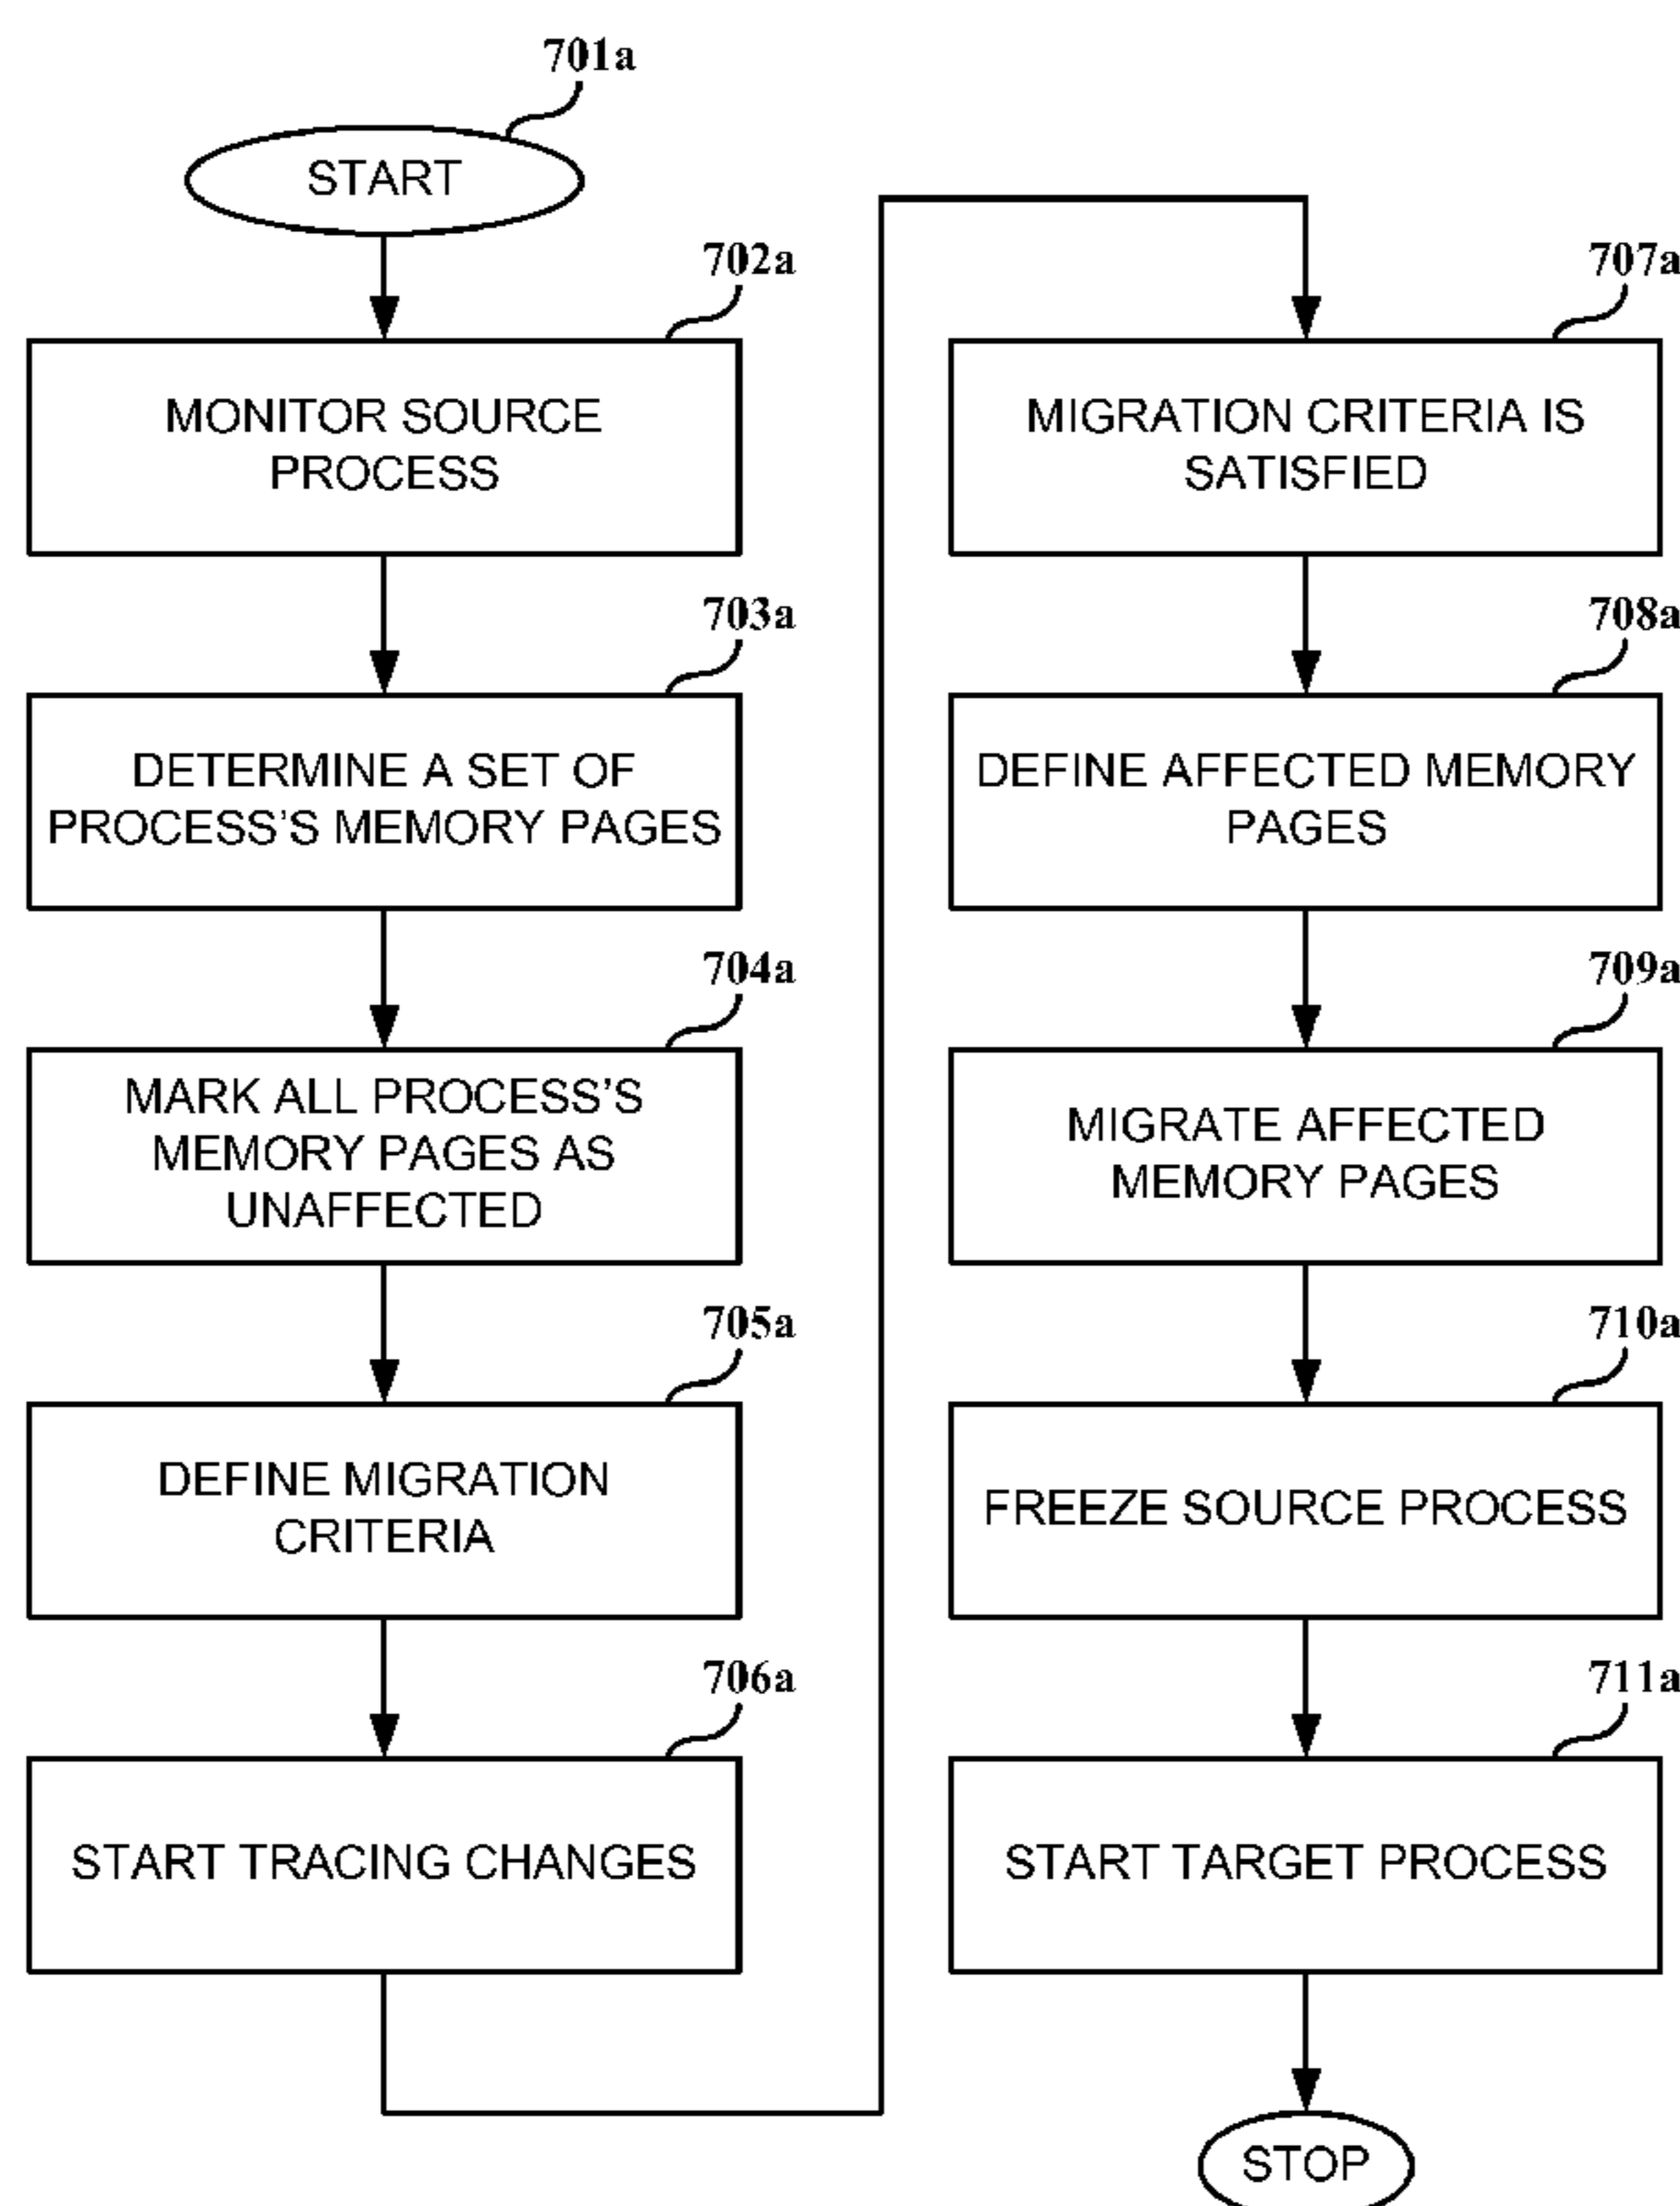 701a
START
702a
MONITOR SOURCE
PROCESS
703a
DETERMINE A SET OF
PROCESS'S MEMORY PAGES
704a
MARK ALL PROCESS'S
MEMORY PAGES AS
UNAFFECTED
705a
DEFINE MIGRATION
CRITERIA
706a
START TRACING CHANGES
707a
MIGRATION CRITERIA IS
SATISFIED
708a
DEFINE AFFECTED MEMORY
PAGES
709a
MIGRATE AFFECTED
MEMORY PAGES
710a
FREEZE SOURCE PROCESS
711a
START TARGET PROCESS
STOP